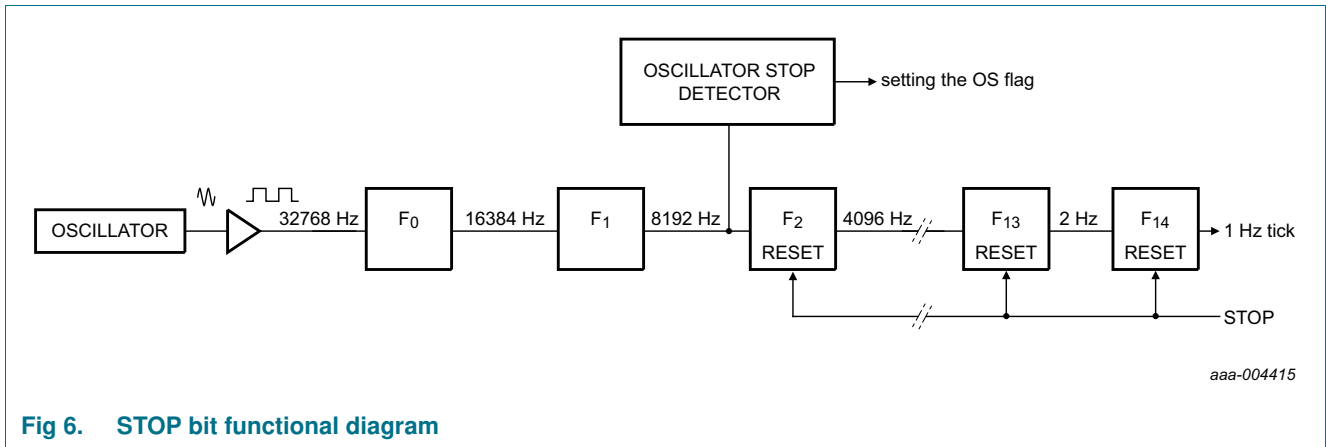 OSCILLATOR STOP
DETECTOR
setting the OS flag
OSCILLATOR
32768 Hz
F0
16384 Hz
F1
8192 Hz
F2
RESET
4096 Hz
F13
RESET
2 Hz
F14
RESET
1 Hz tick
STOP
aaa-004415
Fig 6. STOP bit functional diagram